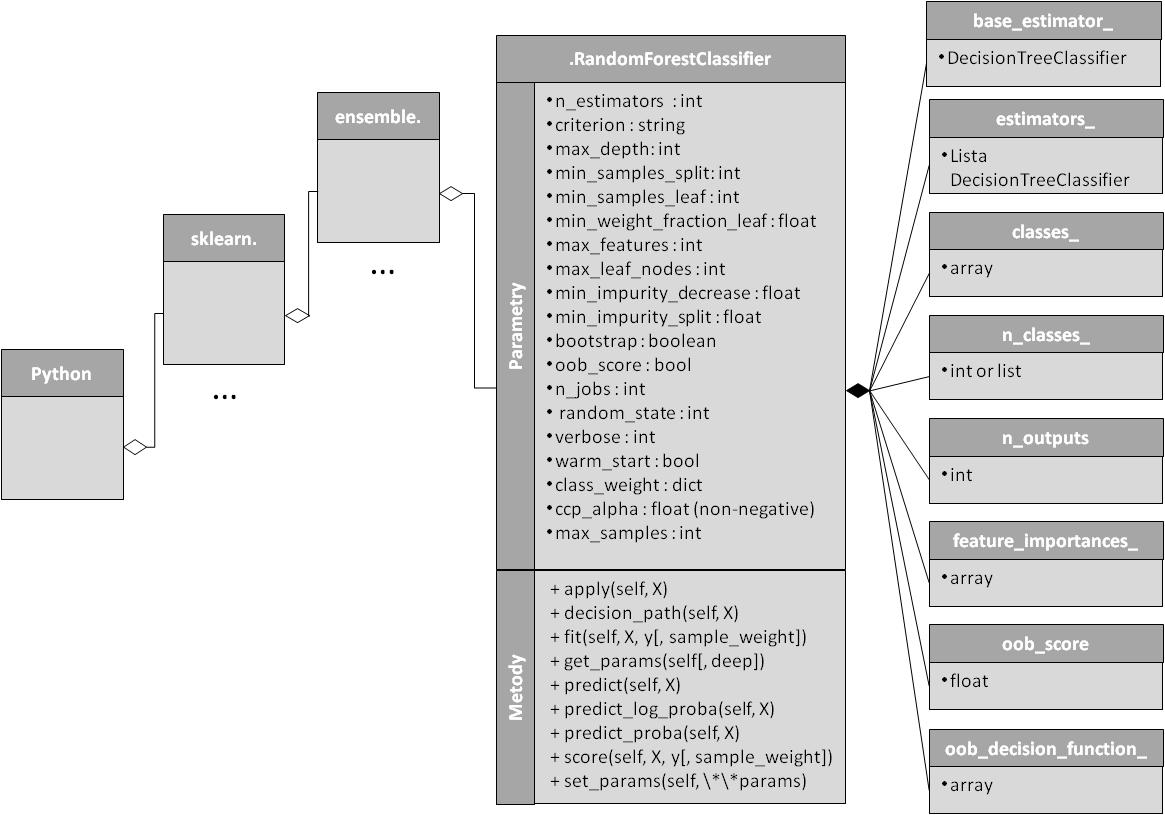 Python
sklearn.
...
ensemble.
...
.RandomForestClassifier
Parametry
•n_estimators : int
•criterion : string
•max_depth: int
•min_samples_split: int
•min_samples_leaf : int
•min_weight_fraction_leaf : float
•max_features : int
•max_leaf_nodes : int
•min_impurity_decrease : float
•min_impurity_split : float
•bootstrap : boolean
•oob_score : bool
•n_jobs : int
• random_state : int
•verbose : int
•warm_start : bool
•class_weight : dict
•ccp_alpha : float (non-negative)
•max_samples : int
Metody
+ apply(self, X)
+ decision_path(self, X)
+ fit(self, X, y[, sample_weight])
+ get_params(self[, deep])
+ predict(self, X)
+ predict_log_proba(self, X)
+ predict_proba(self, X)
+ score(self, X, y[, sample_weight])
+ set_params(self, \*\*params)
base_estimator_
•DecisionTreeClassifier
estimators_
•Lista
DecisionTreeClassifier
classes_
•array
n_classes_
•int or list
n_outputs
•int
feature_importances_
•array
oob_score
•float
oob_decision_function_
•array